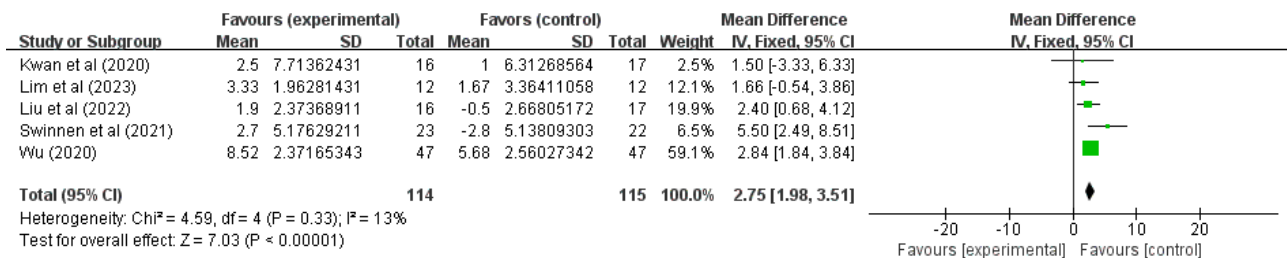 Favours (experimental) Favors (control) Mean Difference Mean Difference
Study or Subgroup Mean SD Total Mean SD Total Weight IV, Fixed, 95% CI IV, Fixed, 95% CI
Kwan et al (2020) 2.5 7.71362431 16 1 6.31268564 17 2.5% 1.50 [-3.33, 6.33]
Lim et al (2023) 3.33 1.96281431 12 1.67 3.36411058 12 12.1% 1.66 [-0.54, 3.86]
Liu et al (2022) 1.9 2.37368911 16 -0.5 2.66805172 17 19.9% 2.40 [0.68, 4.12]
Swinnen et al (2021) 2.7 5.17629211 23 -2.8 5.13809303 22 6.5% 5.50 [2.49, 8.51]
Wu (2020) 8.52 2.37165343 47 5.68 2.56027342 47 59.1% 2.84 [1.84, 3.84]
Total (95% CI) 114 115 100.0% 2.75 [1.98, 3.51]
Heterogeneity: Chi² = 4.59, df = 4 (P = 0.33); I² = 13%
Test for overall effect: Z = 7.03 (P < 0.00001)
-20 -10 0 10 20
Favours [experimental] Favours [control]